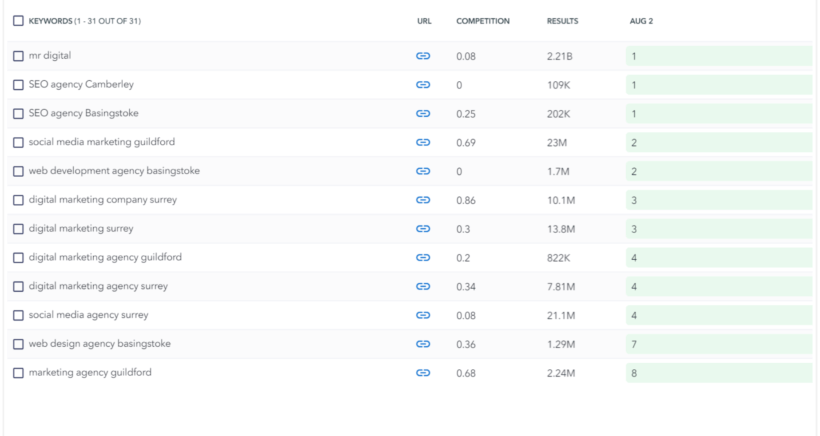 KEYWORDS (1 - 31 OUT OF 31) URL COMPETITION RESULTS AUG 2
mr digital 0.08 2.21B 1
SEO agency Camberley 0 109K 1
SEO agency Basingstoke 0.25 202K 1
social media marketing guildford 0.69 23M 2
web development agency basingstoke 0 1.7M 2
digital marketing company surrey 0.86 10.1M 3
digital marketing surrey 0.3 13.8M 3
digital marketing agency guildford 0.2 822K 4
digital marketing agency surrey 0.34 7.81M 4
social media agency surrey 0.08 21.1M 4
web design agency basingstoke 0.36 1.29M 7
marketing agency guildford 0.68 2.24M 8